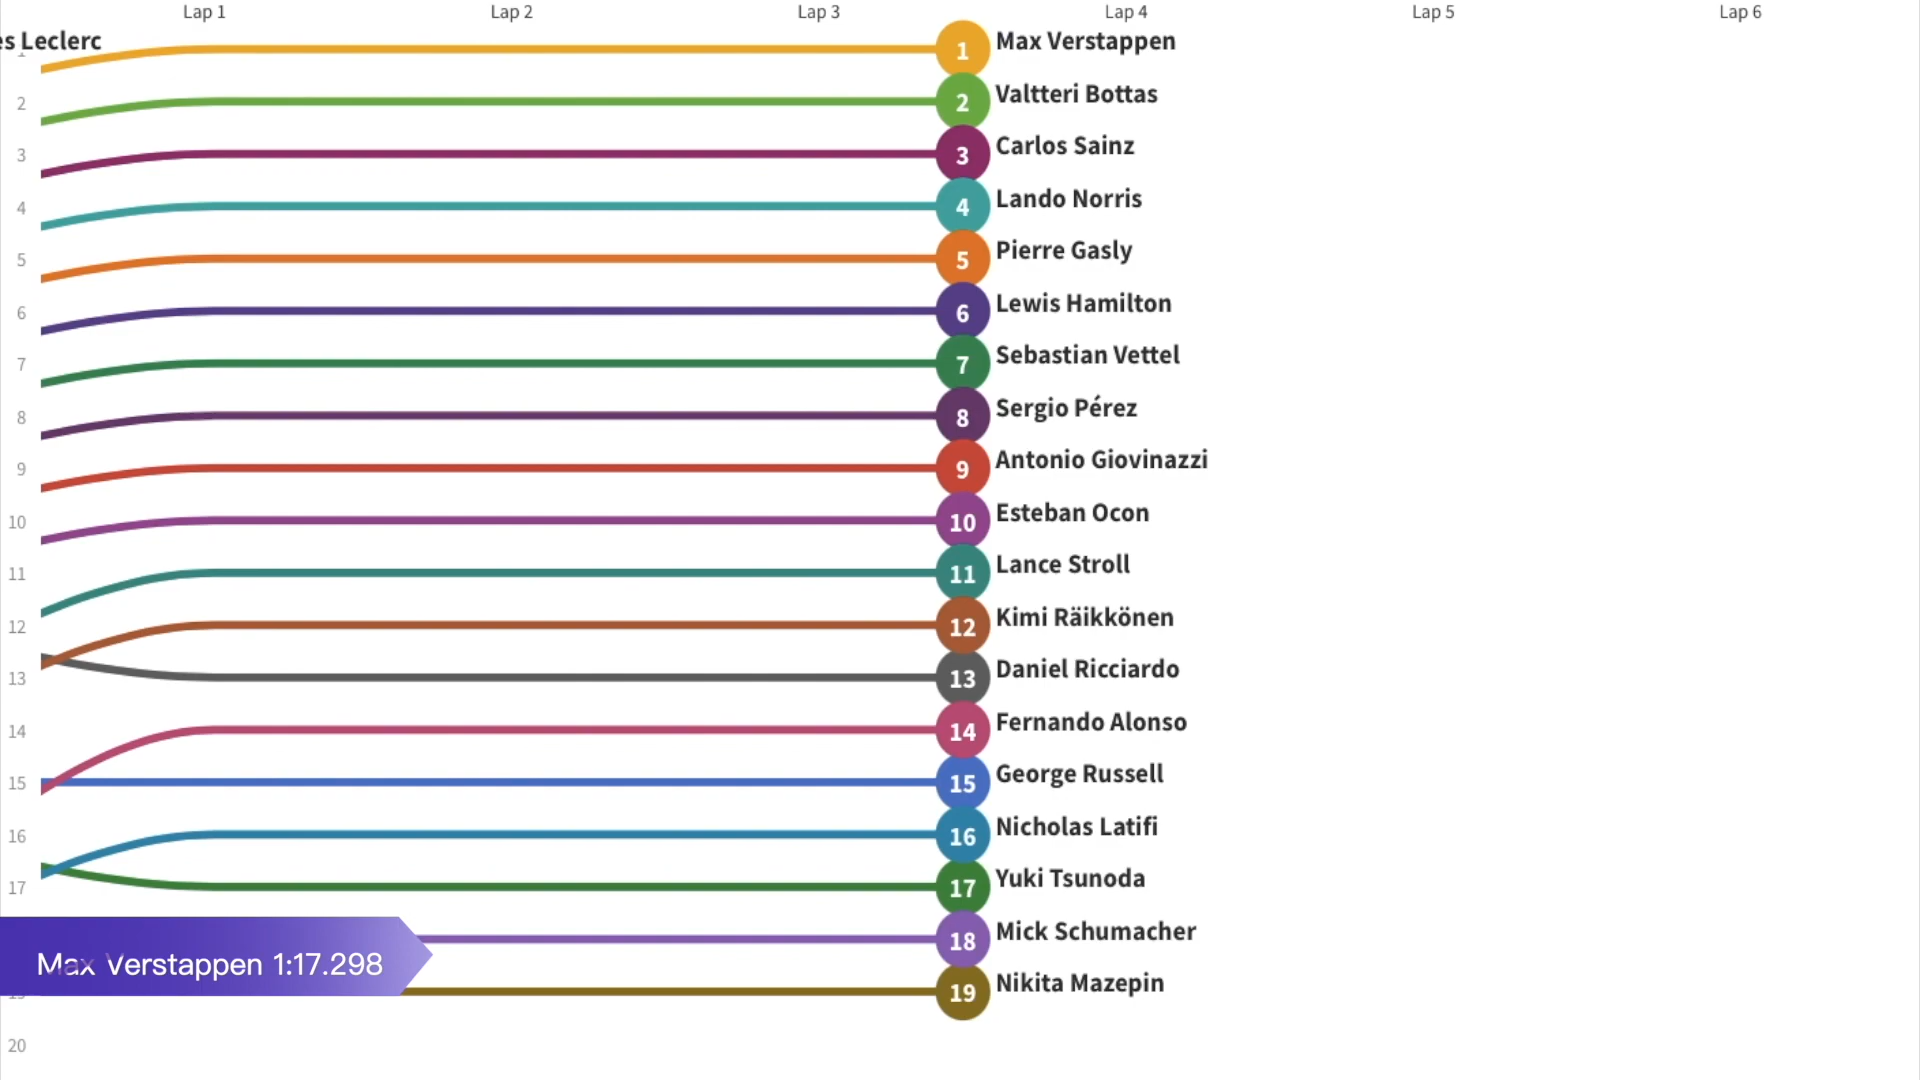 Lap 1 Lap 2 Lap 3 Lap 4 Lap 5 Lap 6
es Leclerc
1 1 Max Verstappen
2 2 Valtteri Bottas
3 3 Carlos Sainz
4 4 Lando Norris
5 5 Pierre Gasly
6 6 Lewis Hamilton
7 7 Sebastian Vettel
8 8 Sergio Pérez
9 9 Antonio Giovinazzi
10 10 Esteban Ocon
11 11 Lance Stroll
12 12 Kimi Räikkönen
13 13 Daniel Ricciardo
14 14 Fernando Alonso
15 15 George Russell
16 16 Nicholas Latifi
17 17 Yuki Tsunoda
18 Mick Schumacher
Max Verstappen 1:17.298
19 Nikita Mazepin
20